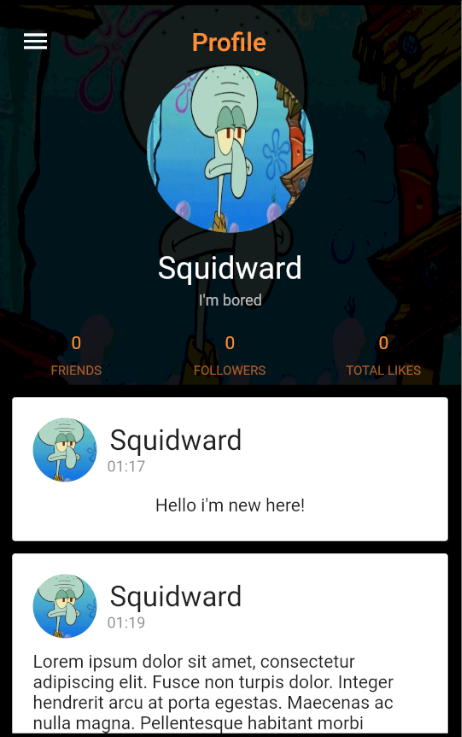 Profile
Squidward
I'm bored
0 0 0
FRIENDS FOLLOWERS TOTAL LIKES
Squidward
01:17
Hello i'm new here!
Squidward
01:19
Lorem ipsum dolor sit amet, consectetur
adipiscing elit. Fusce non turpis dolor. Integer
hendrerit arcu at porta egestas. Maecenas ac
nulla magna. Pellentesque habitant morbi